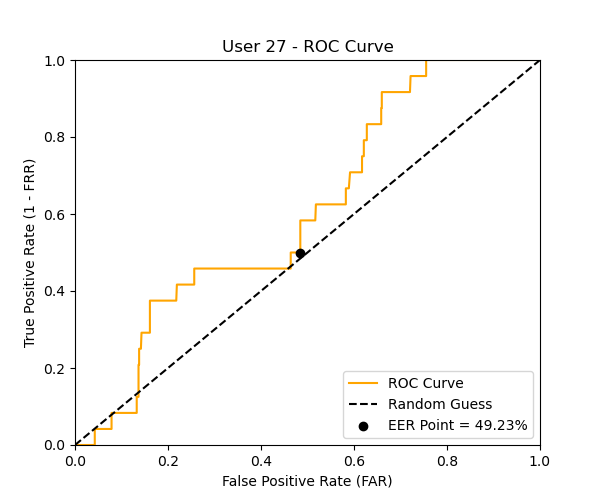 User 27 - ROC Curve
True Positive Rate (1 - FRR)
1.0
0.8
0.6
0.4
0.2
0.0
0.0 0.2 0.4 0.6 0.8 1.0
False Positive Rate (FAR)
ROC Curve
Random Guess
EER Point = 49.23%